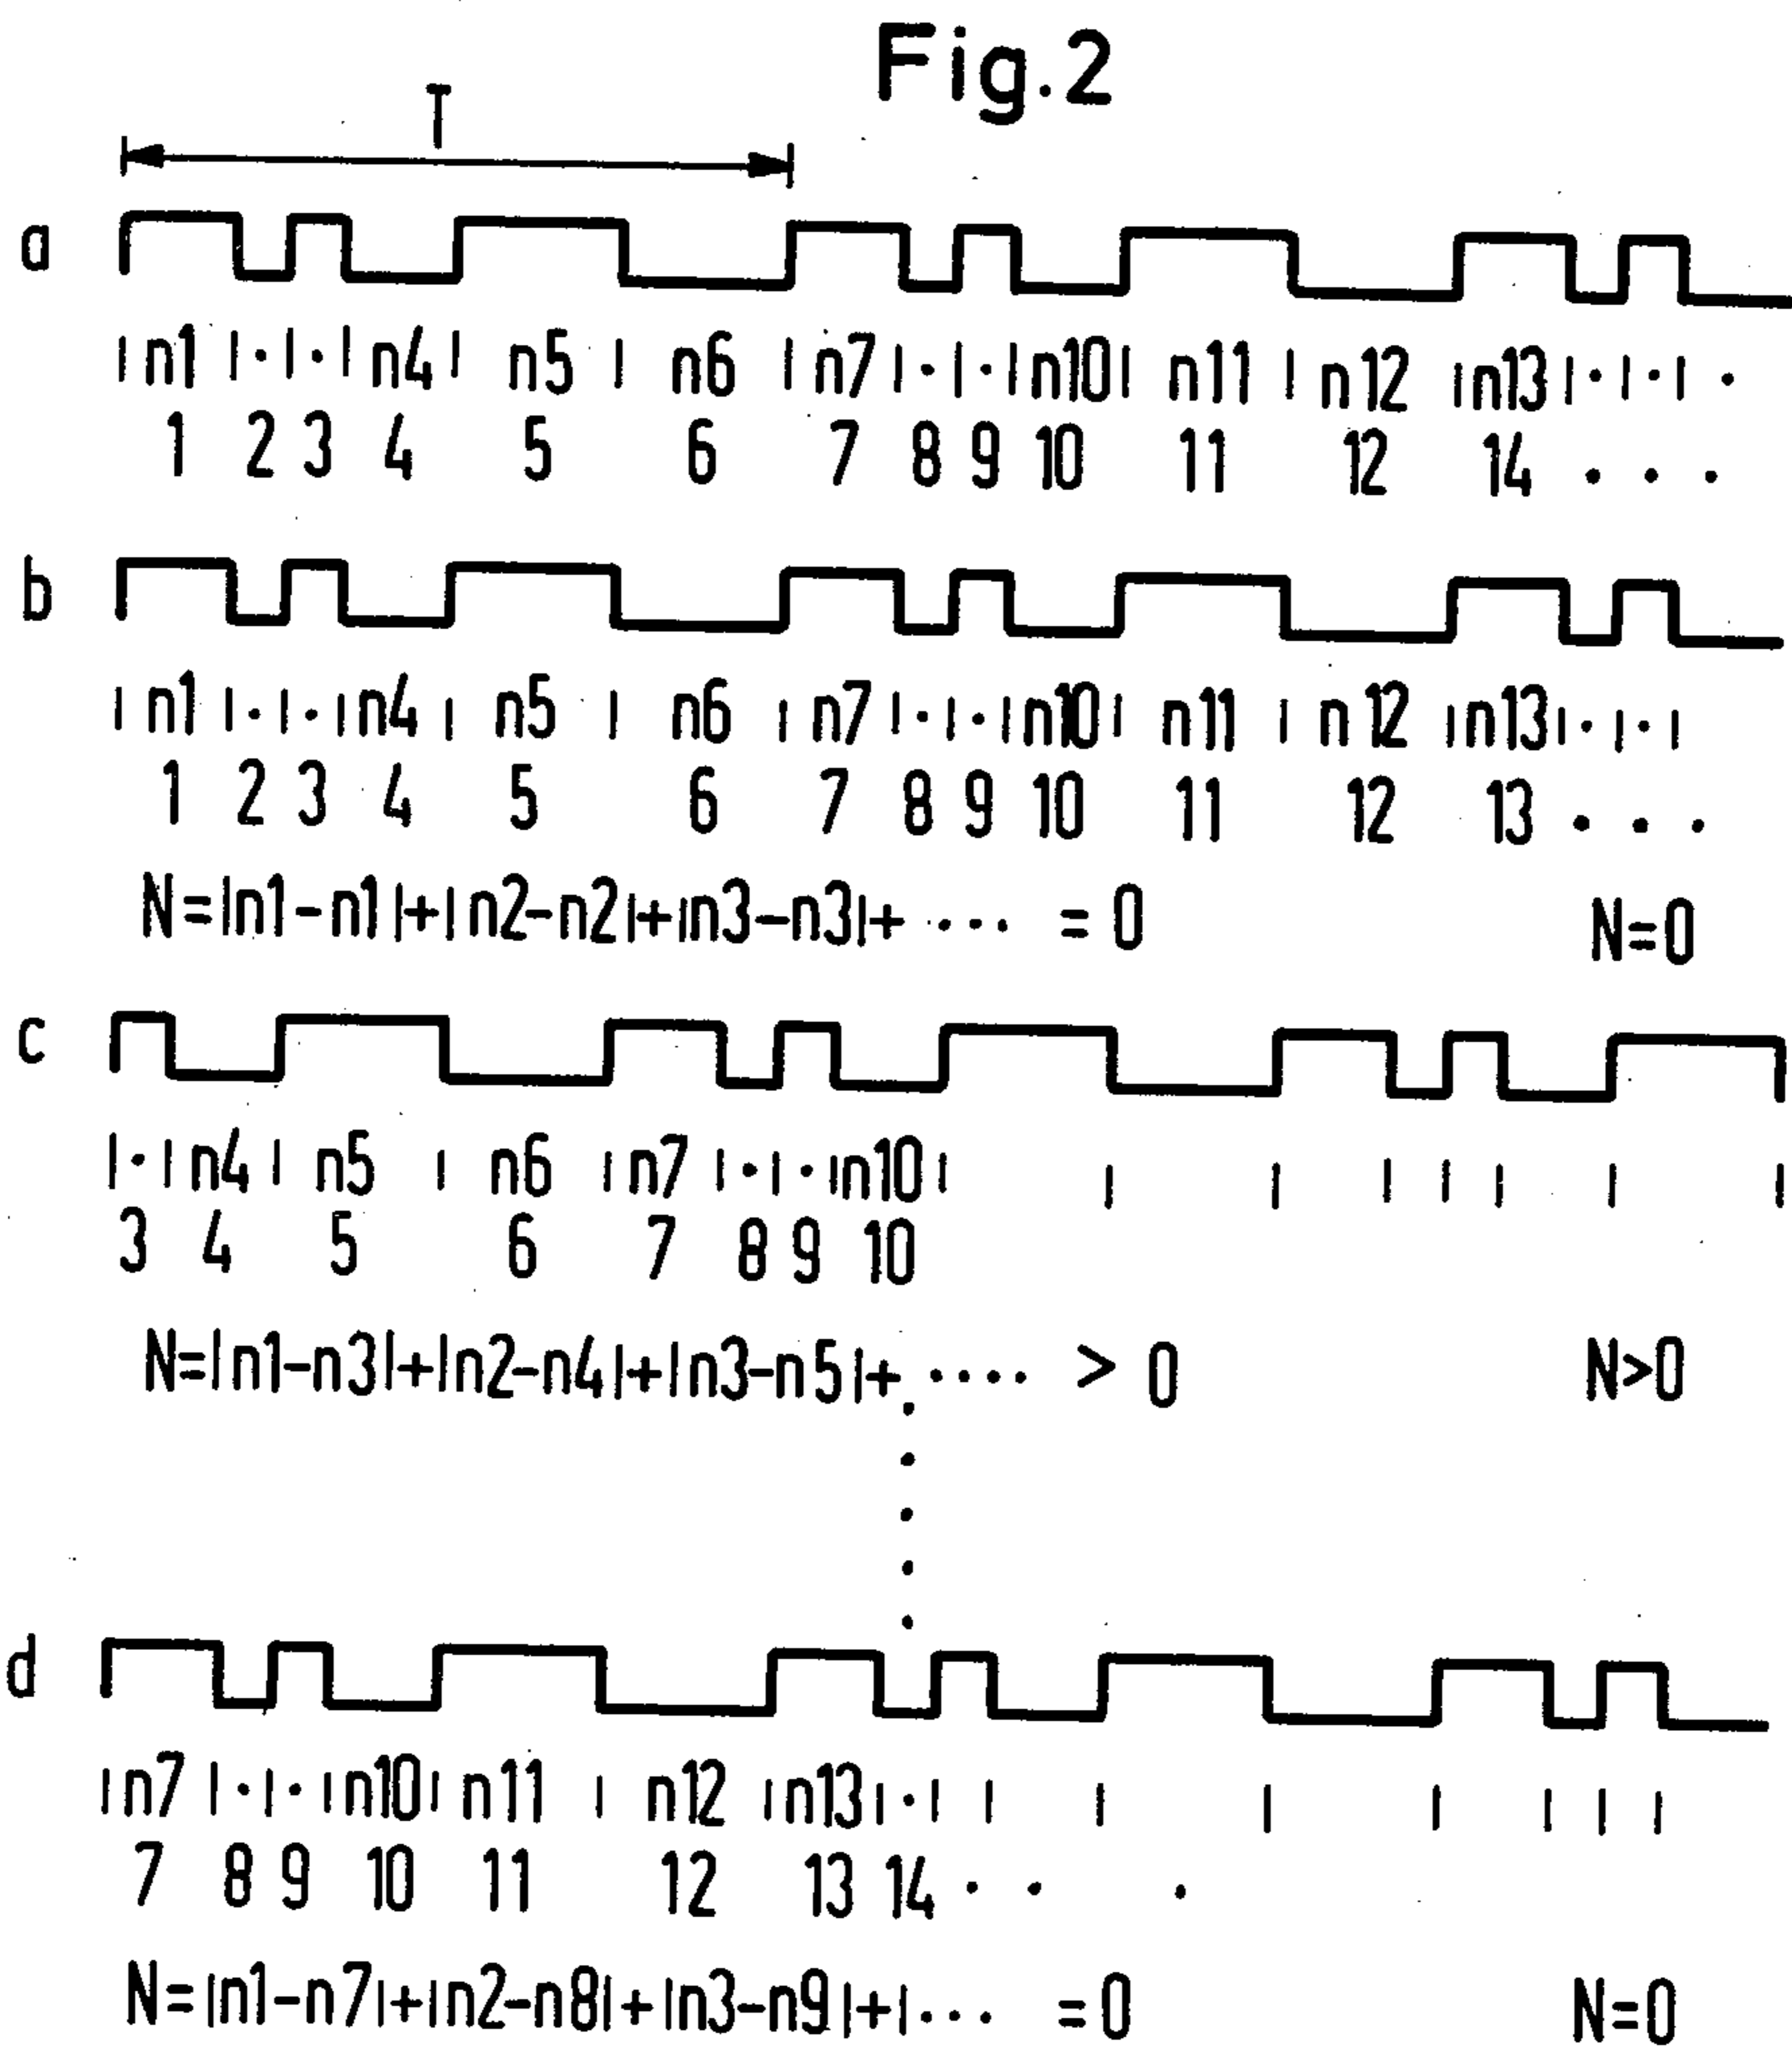 Fig.2
T
a
|n1|·|·|n4| n5 | n6 |n7|·|·|n10| n11 | n12 |n13|·|·|·
1 2 3 4 5 6 7 8 9 10 11 12 14 . . .
b
|n1|·|·|n4| n5 | n6 |n7|·|·|n10| n11 | n12 |n13|·|·|
1 2 3 4 5 6 7 8 9 10 11 12 13 . . .
N=|n1-n1|+|n2-n2|+|n3-n3|+ ···· = 0 N=0
c
|·|n4| n5 | n6 |n7|·|·|n10| | | | | | | |
3 4 5 6 7 8 9 10
N=|n1-n3|+|n2-n4|+|n3-n5|+ ····· > 0 N>0
d
|n7|·|·|n10| n11 | n12 |n13|·| | | | | | | |
7 8 9 10 11 12 13 14 . . .
N=|n1-n7|+|n2-n8|+|n3-n9|+|··· =0 N=0